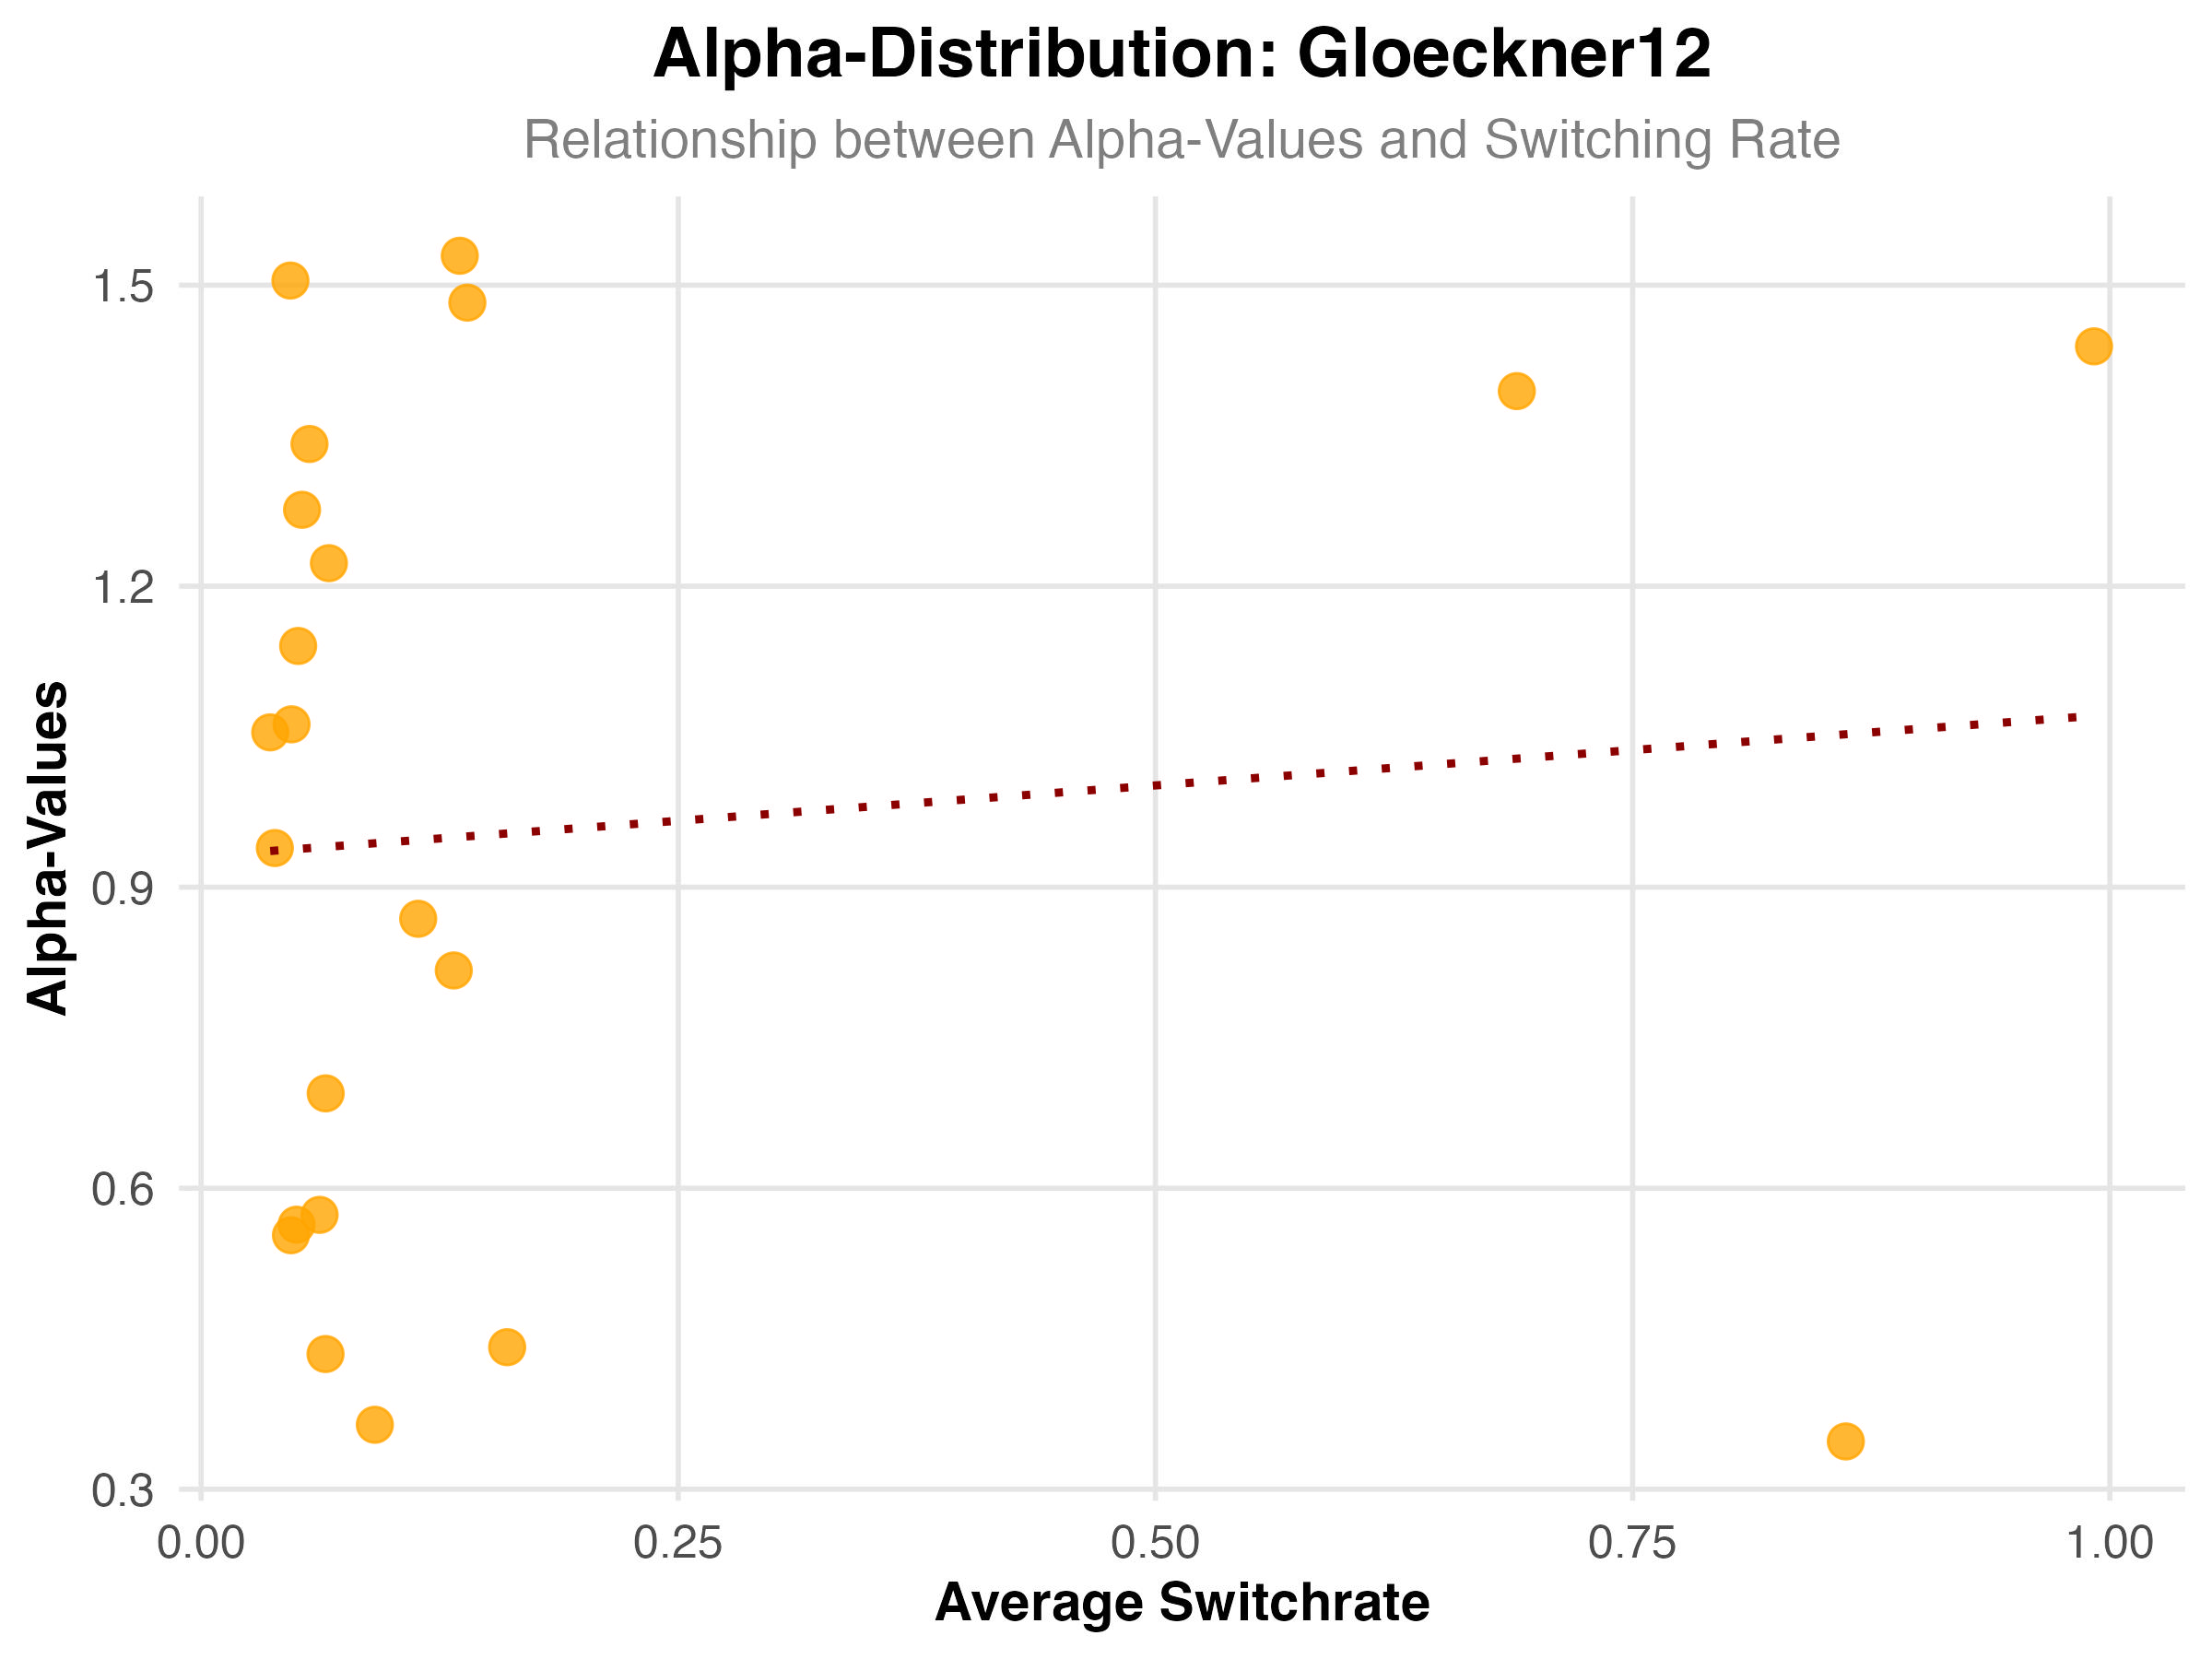 Alpha-Distribution: Gloeckner12
Relationship between Alpha-Values and Switching Rate
Alpha-Values
1.5
1.2
0.9
0.6
0.3
0.00 0.25 0.50 0.75 1.00
Average Switchrate